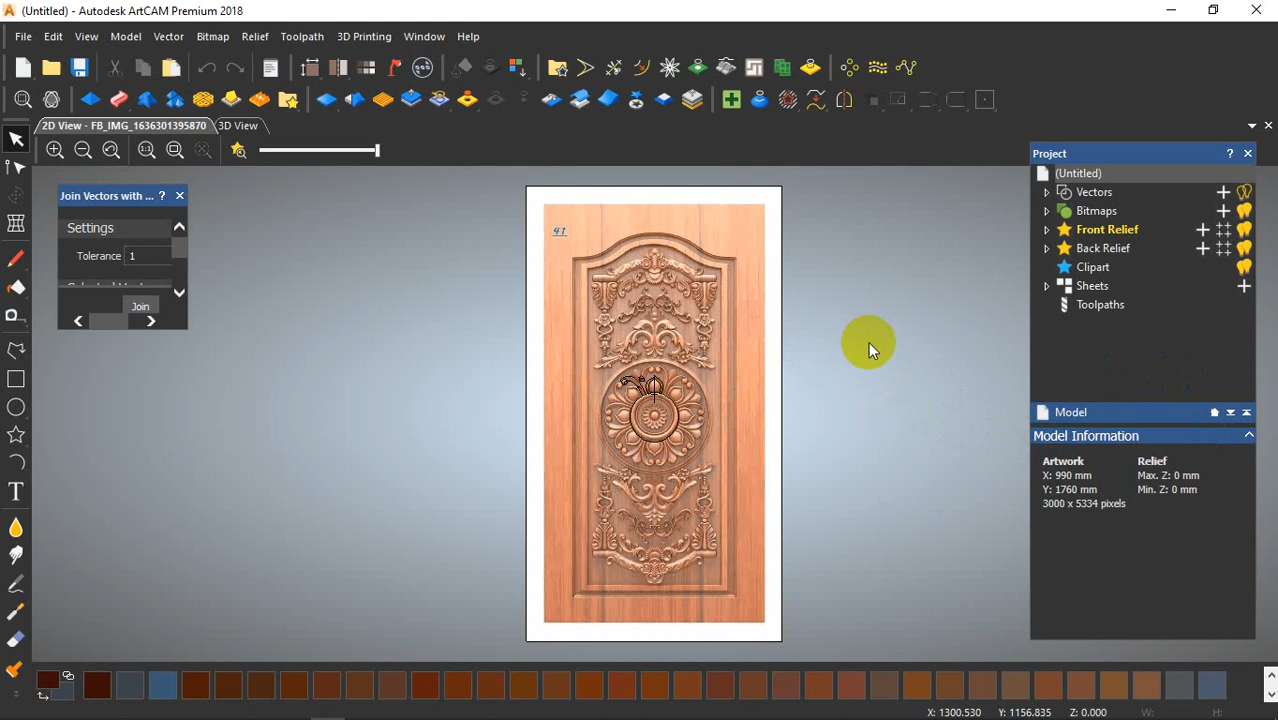 (Untitled) - Autodesk ArtCAM Premium 2018
File Edit View Model Vector Bitmap Relief Toolpath 3D Printing Window Help
2D View - FB_IMG_1636301395870 3D View
1:1
Join Vectors with ... ?
Settings
Tolerance 1
Join
41
Project ?
(Untitled)
Vectors
Bitmaps
Front Relief
Back Relief
Clipart
Sheets
Toolpaths
Model
Model Information
Artwork Relief
X: 990 mm Max. Z: 0 mm
Y: 1760 mm Min. Z: 0 mm
3000 x 5334 pixels
X: 1300.530 Y: 1156.835 Z: 0.000 W: H: